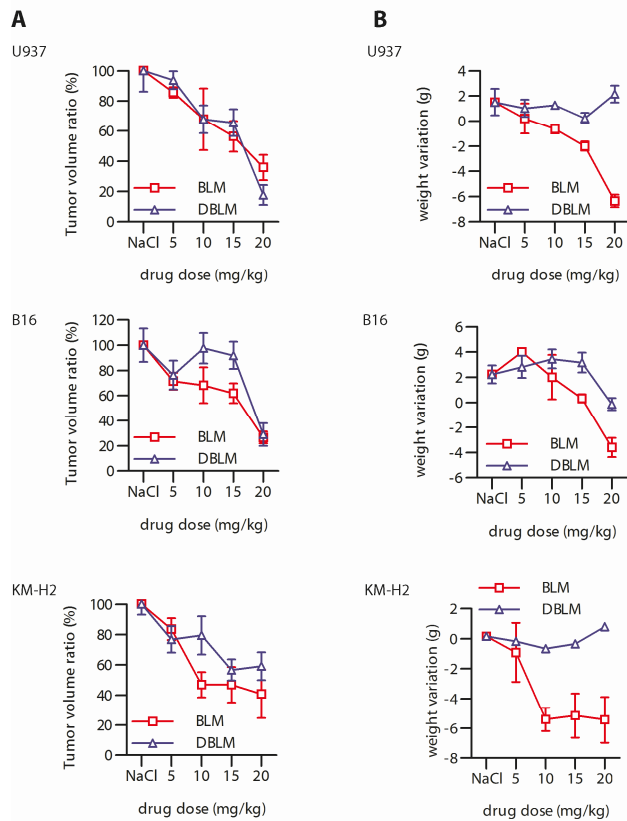 A
U937
Tumor volume ratio (%)
100
80
60
40
20
0
BLM
DBLM
NaCl 5 10 15 20
drug dose (mg/kg)
B16
Tumor volume ratio (%)
120
100
80
60
40
20
0
BLM
DBLM
NaCl 5 10 15 20
drug dose (mg/kg)
KM-H2
Tumor volume ratio (%)
100
80
60
40
20
0
BLM
DBLM
NaCl 5 10 15 20
drug dose (mg/kg)
B
U937
weight variation (g)
4
2
0
-2
-4
-6
-8
BLM
DBLM
NaCl 5 10 15 20
drug dose (mg/kg)
B16
weight variation (g)
6
4
2
0
-2
-4
-6
BLM
DBLM
NaCl 5 10 15 20
drug dose (mg/kg)
KM-H2
BLM
DBLM
weight variation (g)
2
0
-2
-4
-6
-8
NaCl 5 10 15 20
drug dose (mg/kg)